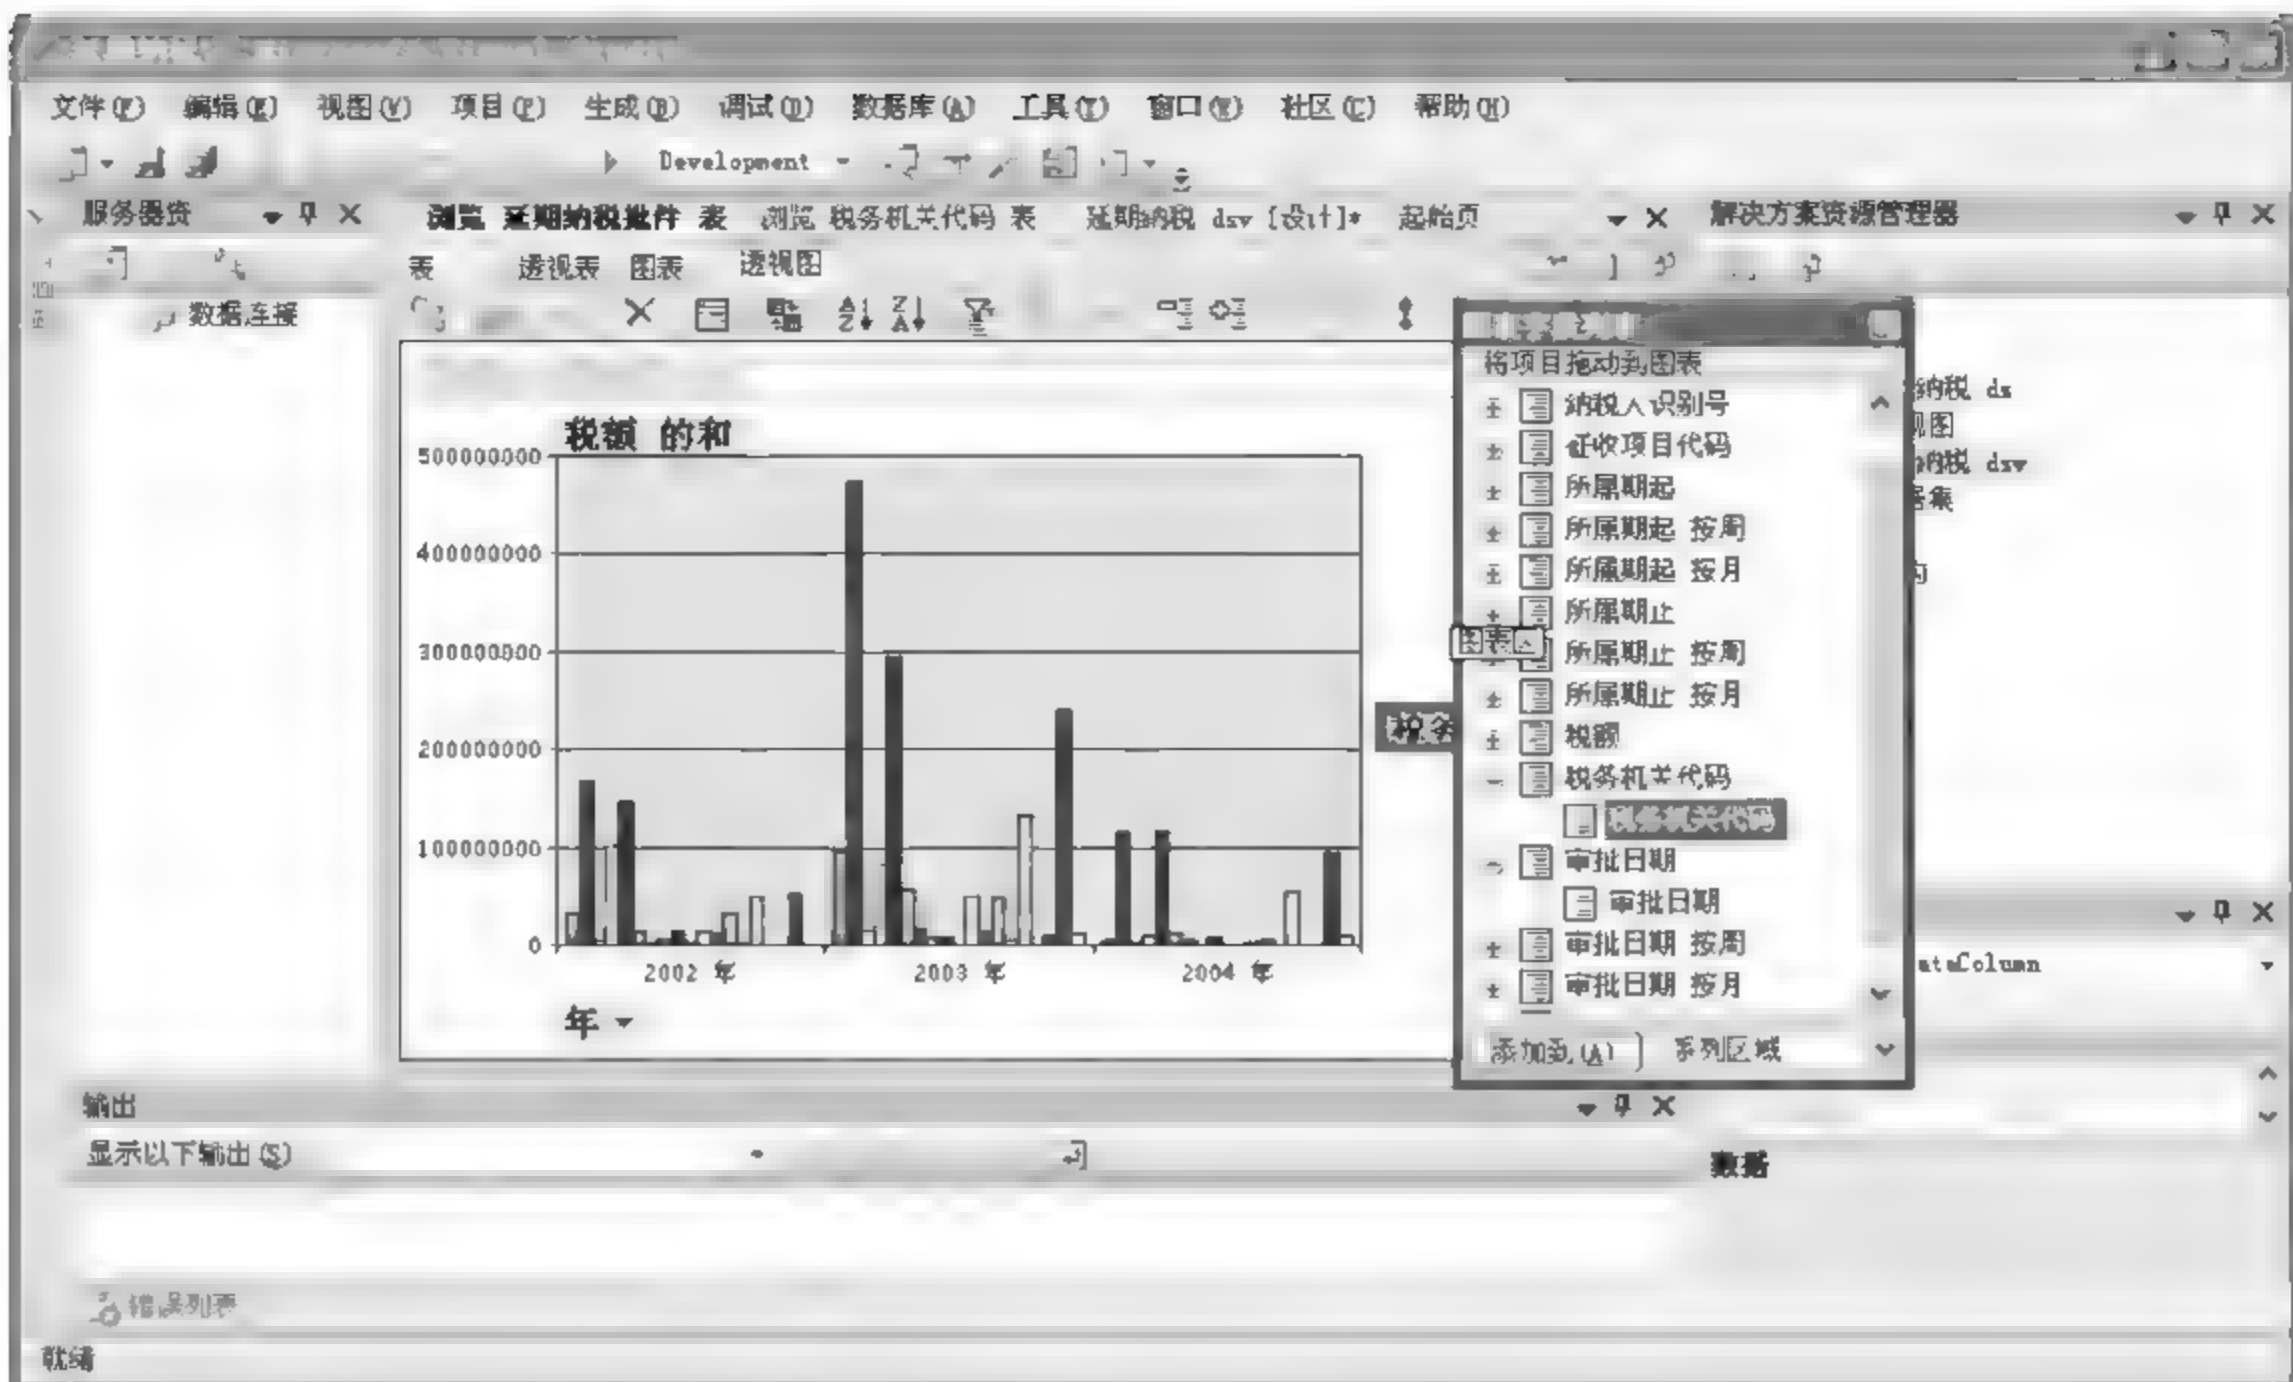 文件(F) 编辑(E) 视图(V) 项目(P) 生成(B) 调试(D) 数据库(A) 工具(T) 窗口(W) 社区(C) 帮助(H)
Development
服务器资
浏览 延期纳税批件 表 浏览 税务机关代码 表 延期纳税 dsv [设计]* 起始页
解决方案资源管理器
表 透视表 图表 透视图
数据连接
将项目拖动到图表
纳税人识别号
征收项目代码
所属期起
所属期起 按周
所属期起 按月
所属期止
图表区
所属期止 按周
所属期止 按月
税额
税务机关代码
税务机关代码
审批日期
审批日期
审批日期 按周
审批日期 按月
添加到(A) 系列区域
纳税 ds
视图
纳税 dsv
税额 的和
500000000
400000000
300000000
200000000
100000000
0
2002 年 2003 年 2004 年
年
税务
ataColumn
输出
显示以下输出(S)
数据
错误列表
就绪